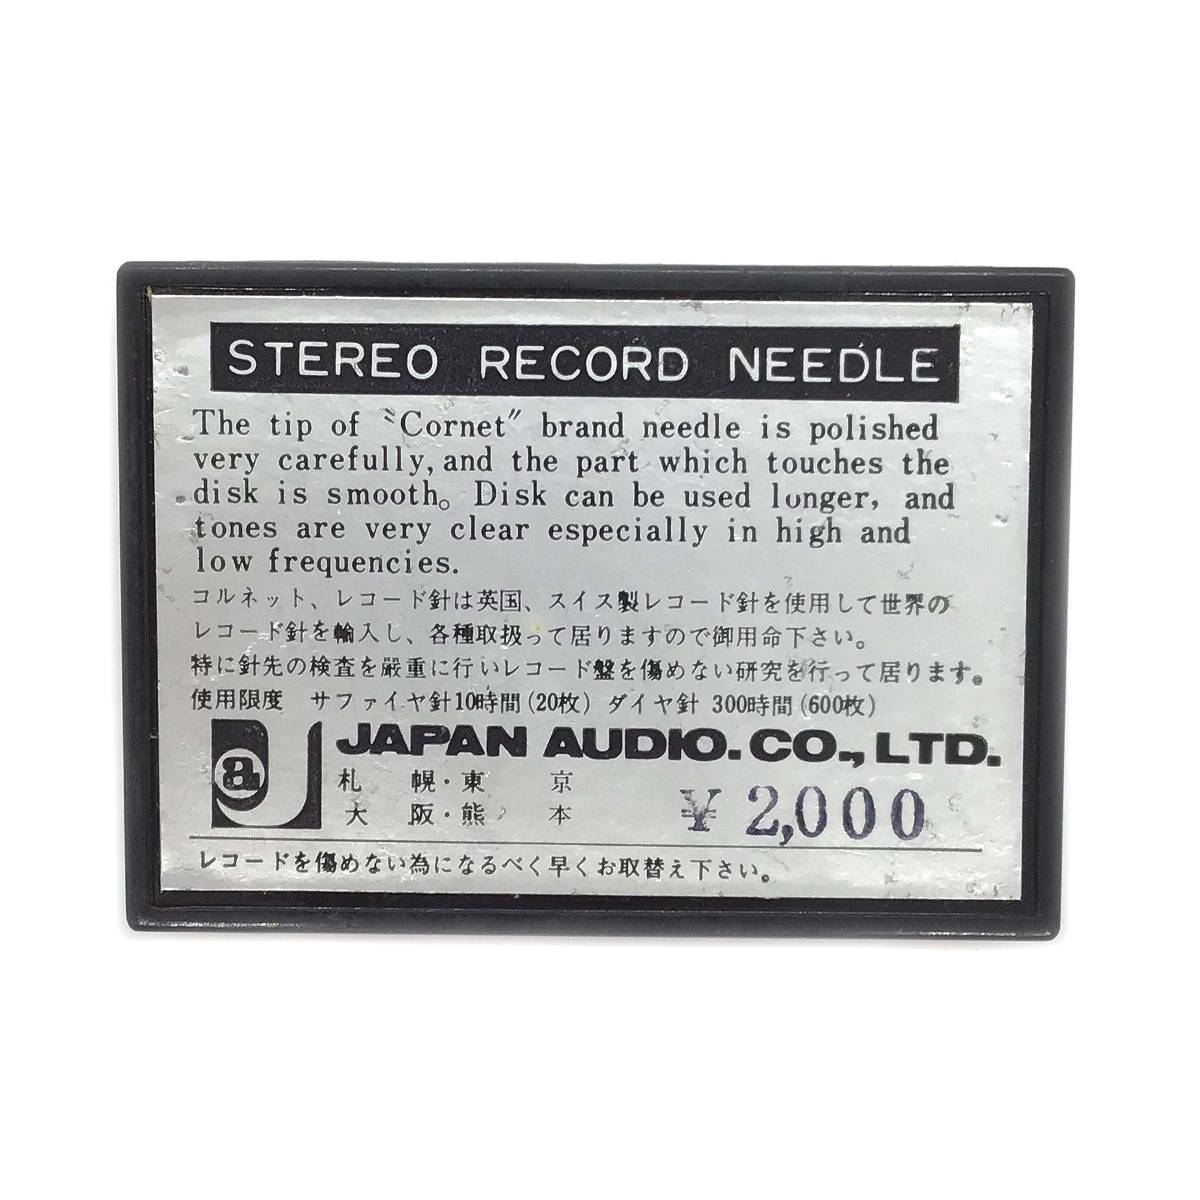 STEREO RECORD NEEDLE
The tip of "Cornet" brand needle is polished
very carefully, and the part which touches the
disk is smooth。 Disk can be used longer, and
tones are very clear especially in high and
low frequencies.
コルネット、レコード針は英国、スイス製レコード針を使用して世界の
レコード針を輸入し、各種取扱って居りますので御用命下さい。
特に針先の検査を厳重に行いレコード盤を傷めない研究を行って居ります。
使用限度 サファイヤ針10時間(20枚) ダイヤ針 300時間(600枚)
a J JAPAN AUDIO.CO., LTD.
札 幌・東 京
大 阪・熊 本 ¥2,000
レコードを傷めない為になるべく早くお取替え下さい。